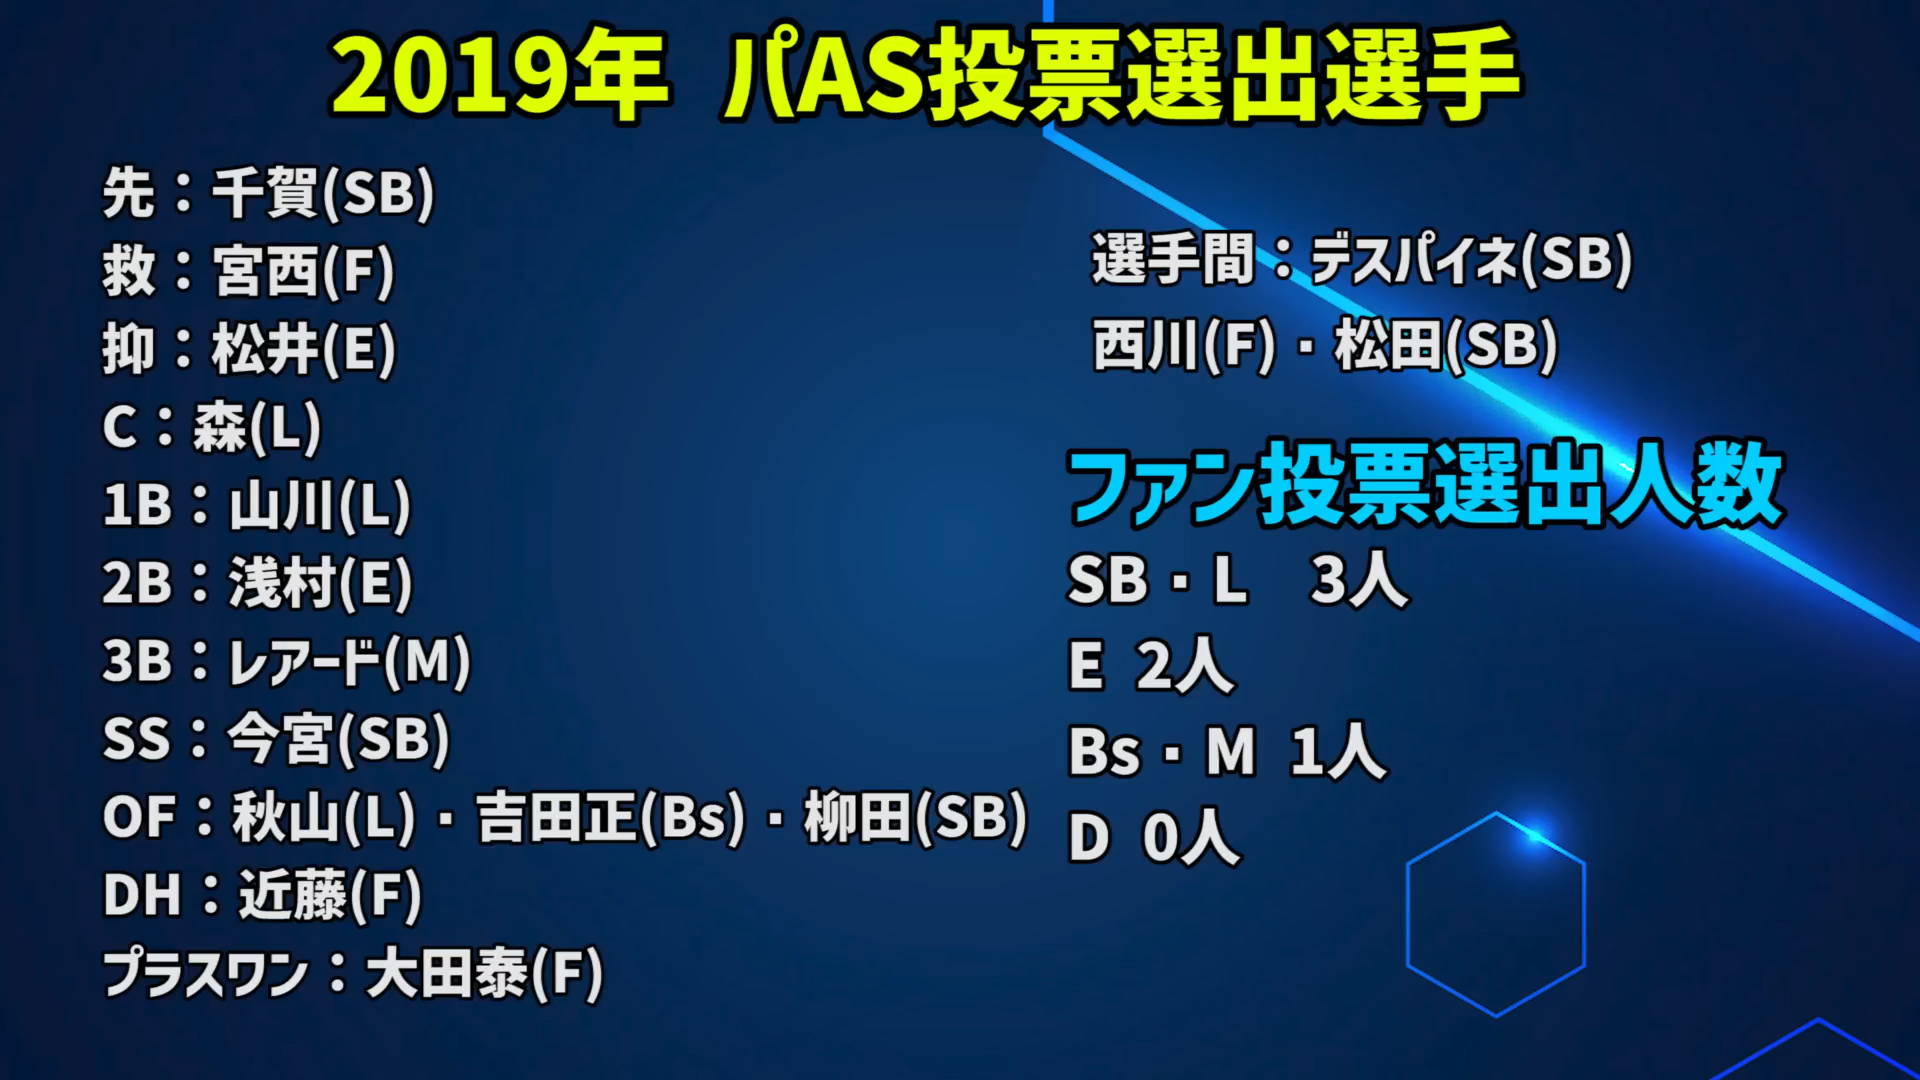 2019年 パAS投票選出選手
先：千賀(SB)
救：宮西(F)
抑：松井(E)
C：森(L)
1B：山川(L)
2B：浅村(E)
3B：レアード(M)
SS：今宮(SB)
OF：秋山(L)・吉田正(Bs)・柳田(SB)
DH：近藤(F)
プラスワン：大田泰(F)
選手間：デスパイネ(SB)
西川(F)・松田(SB)
ファン投票選出人数
SB・L 3人
E 2人
Bs・M 1人
D 0人